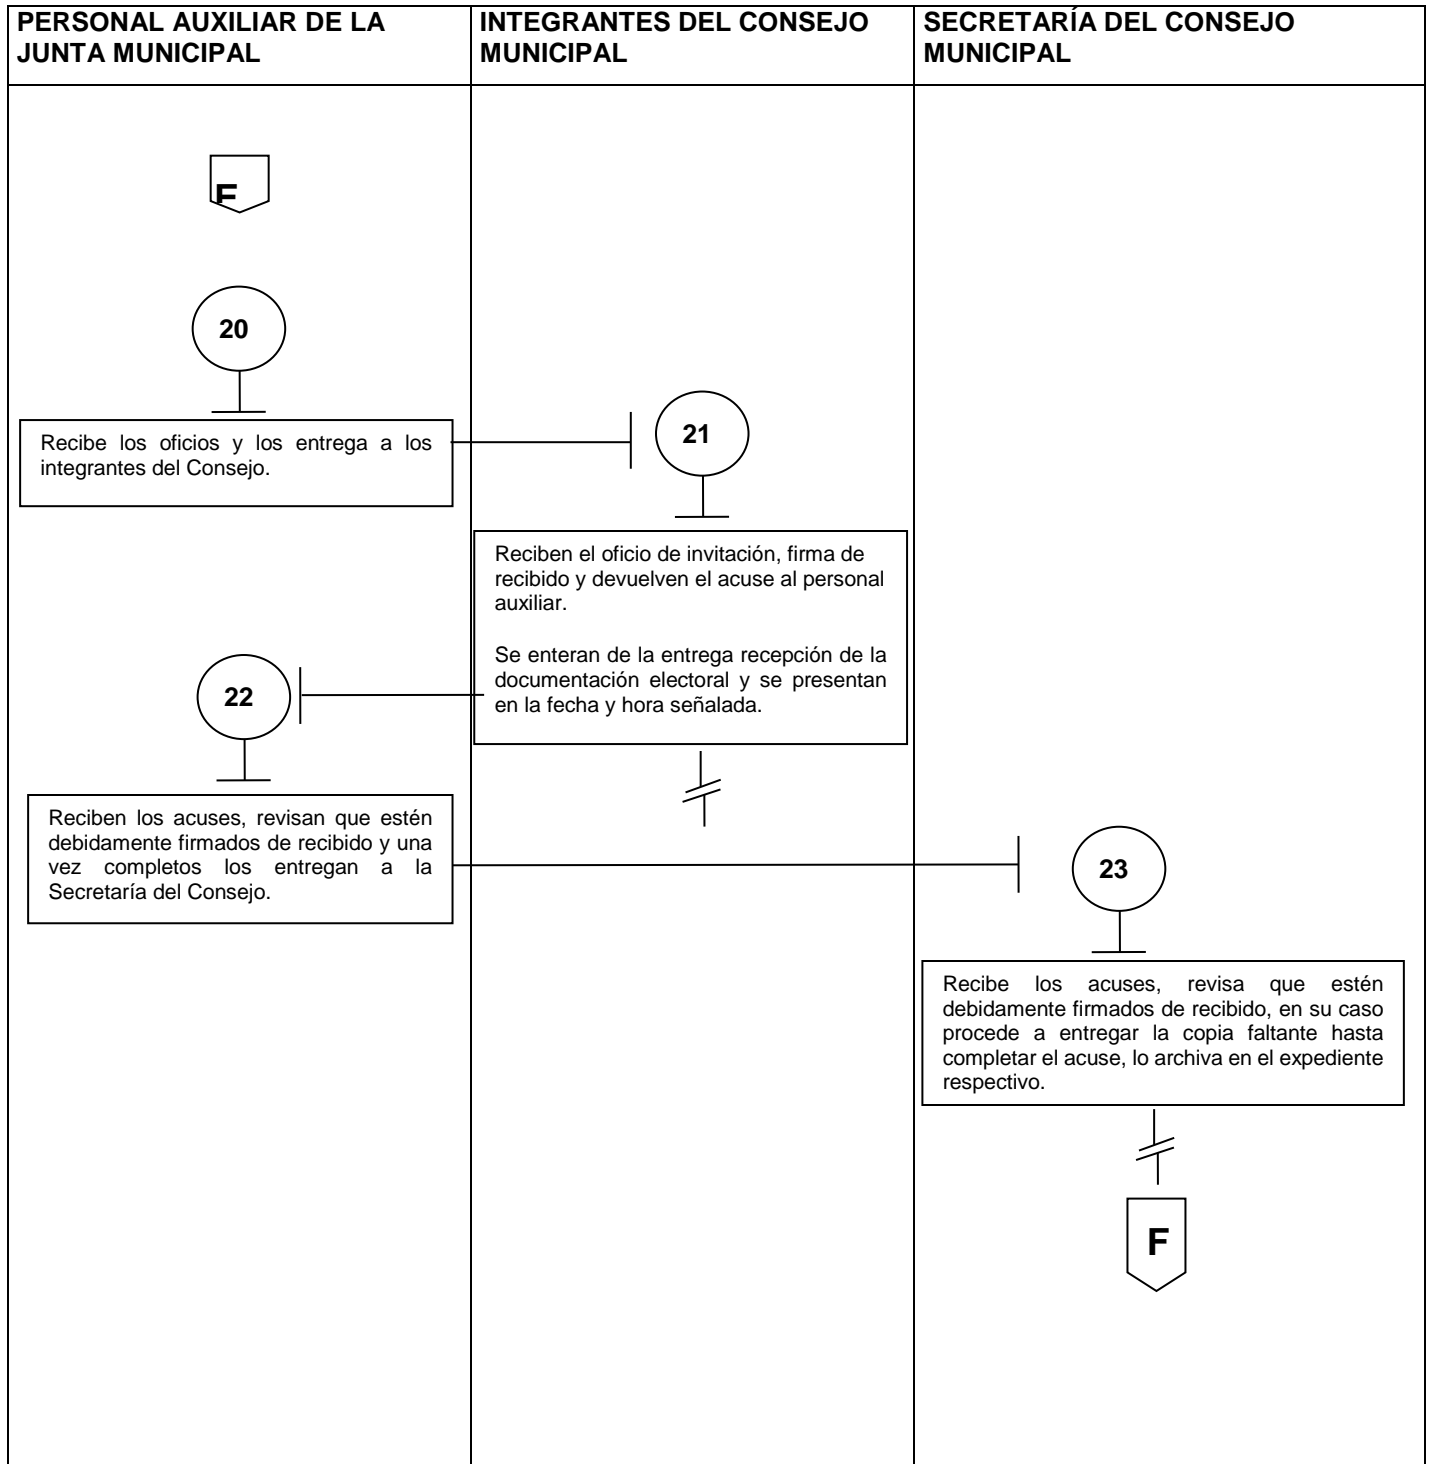 PERSONAL AUXILIAR DE LA
JUNTA MUNICIPAL
INTEGRANTES DEL CONSEJO
MUNICIPAL
SECRETARÍA DEL CONSEJO
MUNICIPAL
20
Recibe los oficios y los entrega a los
integrantes del Consejo.
21
Reciben el oficio de invitación, firma de
recibido y devuelven el acuse al personal
auxiliar.
Se enteran de la entrega recepción de la
documentación electoral y se presentan
en la fecha y hora señalada.
22
Reciben los acuses, revisan que estén
debidamente firmados de recibido y una
vez completos los entregan a la
Secretaría del Consejo.
23
Recibe los acuses, revisa que estén
debidamente firmados de recibido, en su caso
procede a entregar la copia faltante hasta
completar el acuse, lo archiva en el expediente
respectivo.
F